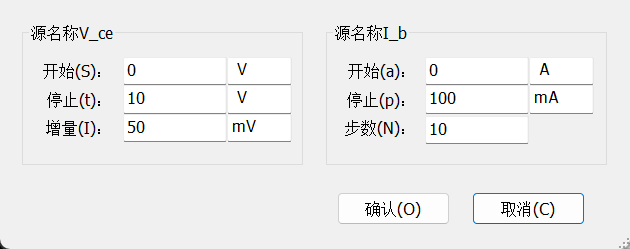 源名称V_ce
开始(S)： 0 V
停止(t)： 10 V
增量(I)： 50 mV
源名称I_b
开始(a)： 0 A
停止(p)： 100 mA
步数(N)： 10
确认(O) 取消(C)